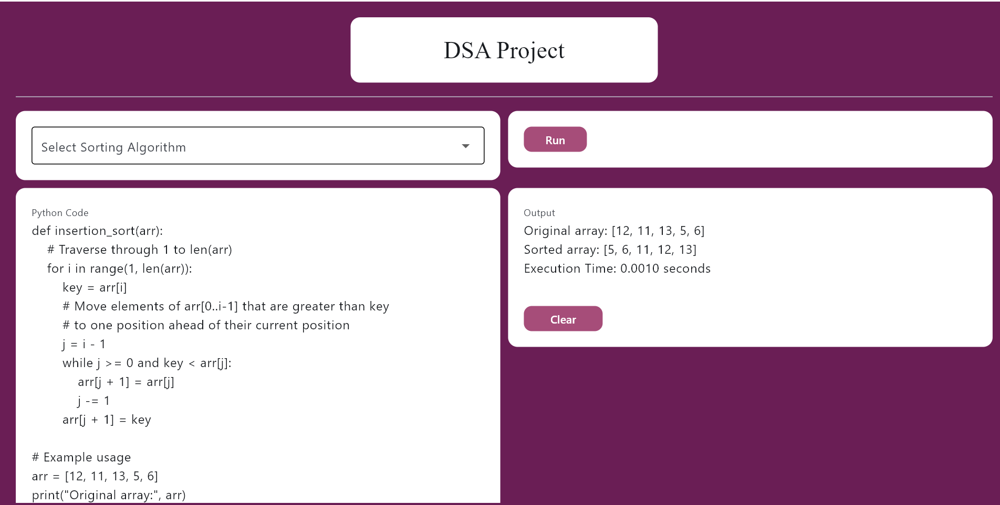 DSA Project
Select Sorting Algorithm
Run
Python Code
def insertion_sort(arr):
    # Traverse through 1 to len(arr)
    for i in range(1, len(arr)):
        key = arr[i]
        # Move elements of arr[0..i-1] that are greater than key
        # to one position ahead of their current position
        j = i - 1
        while j >= 0 and key < arr[j]:
            arr[j + 1] = arr[j]
            j -= 1
        arr[j + 1] = key

# Example usage
arr = [12, 11, 13, 5, 6]
print("Original array:", arr)
Output
Original array: [12, 11, 13, 5, 6]
Sorted array: [5, 6, 11, 12, 13]
Execution Time: 0.0010 seconds
Clear